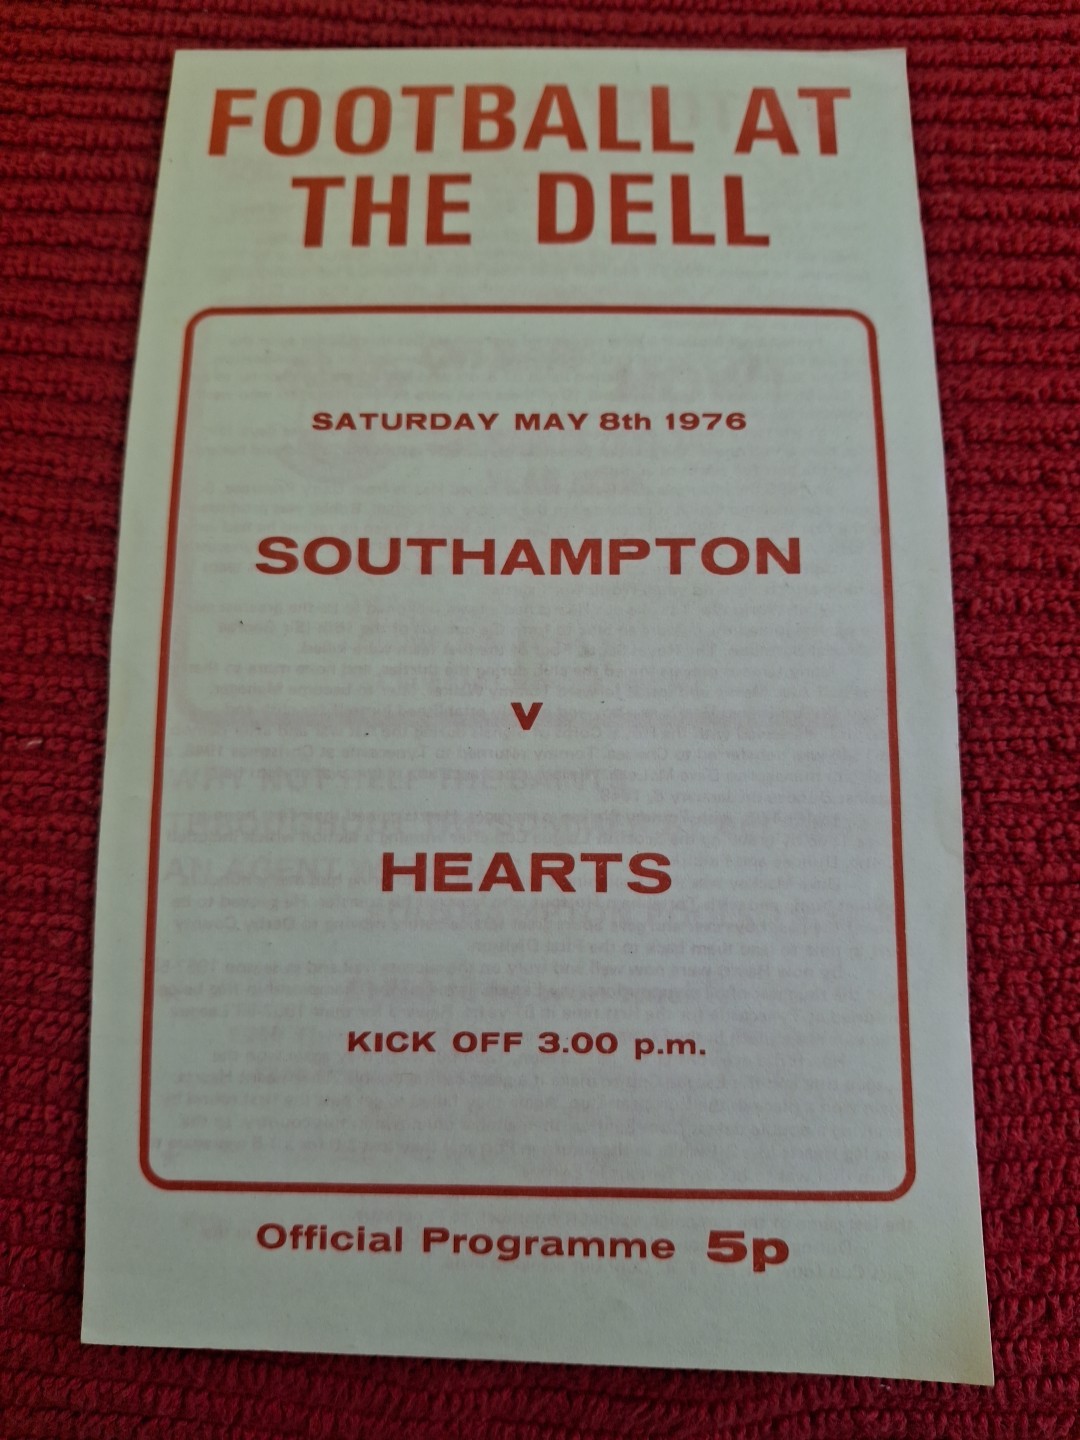 FOOTBALL AT
THE DELL
SATURDAY MAY 8th 1976
SOUTHAMPTON
v
HEARTS
KICK OFF 3.00 p.m.
Official Programme 5p